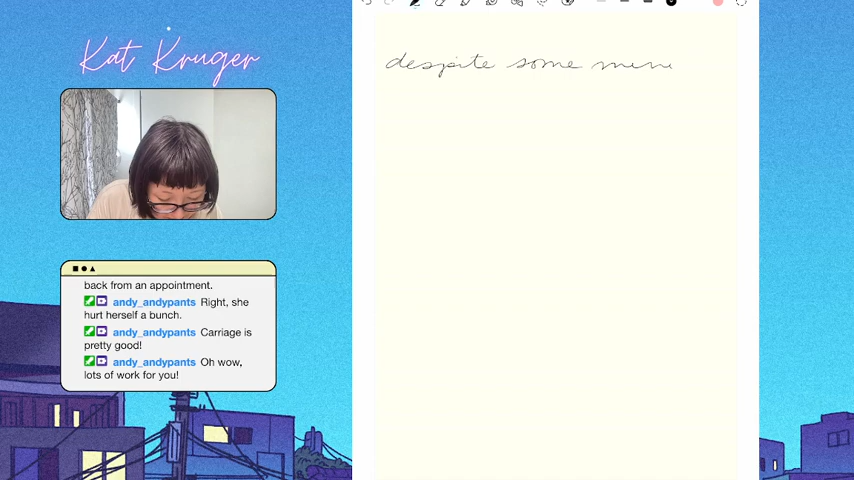 Kat Kruger
despite some mini
back from an appointment.
andy_andypants Right, she
hurt herself a bunch.
andy_andypants Carriage is
pretty good!
andy_andypants Oh wow,
lots of work for you!